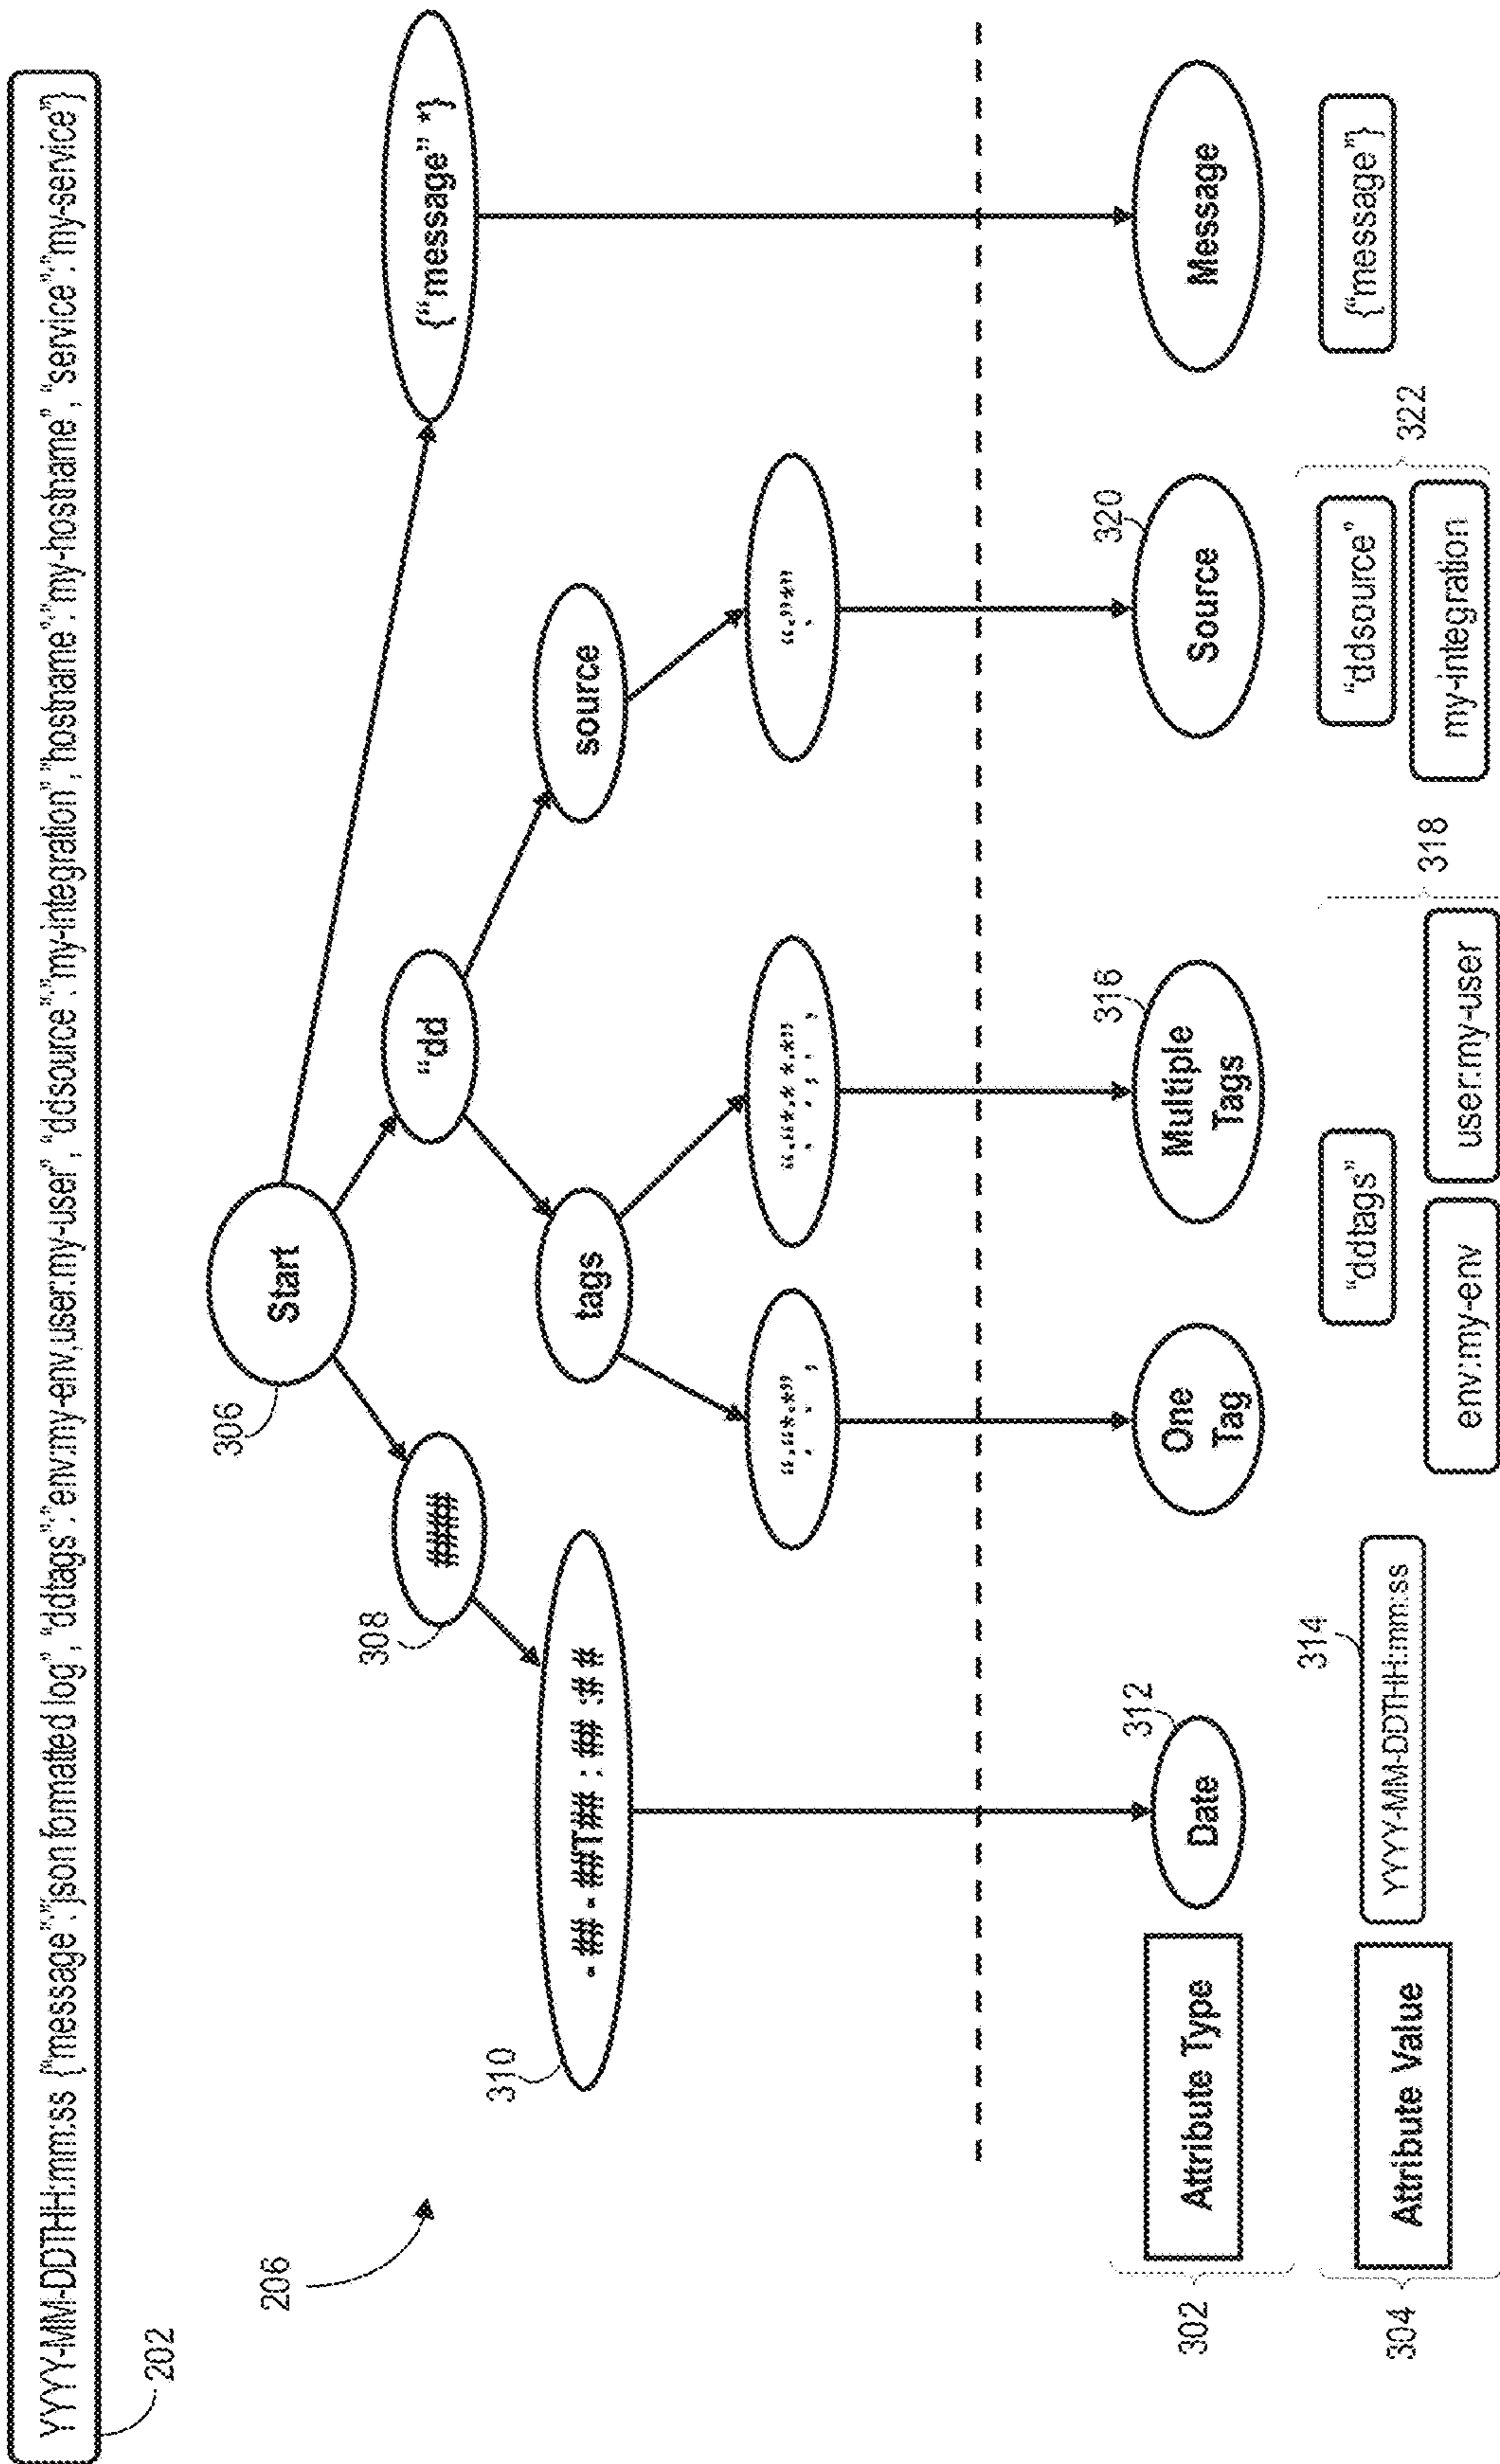 YYYY-MM-DDTHH:mm:ss {"message":"json formatted log", "ddtags":"env:my-env,user:my-user", "ddsource":"my-integration","hostname":"my-hostname", "service":"my-service"}
202
206
Start
306
####
308
"dd
{"message" *}
-##-##T##:##:##
310
tags
source
Attribute Type
302
Date
312
One
Tag
Multiple
Tags
316
Source
320
Message
Attribute Value
304
YYYY-MM-DDTHH:mm:ss
314
"ddtags"
env:my-env
user:my-user
318
"ddsource"
my-integration
322
{"message"}